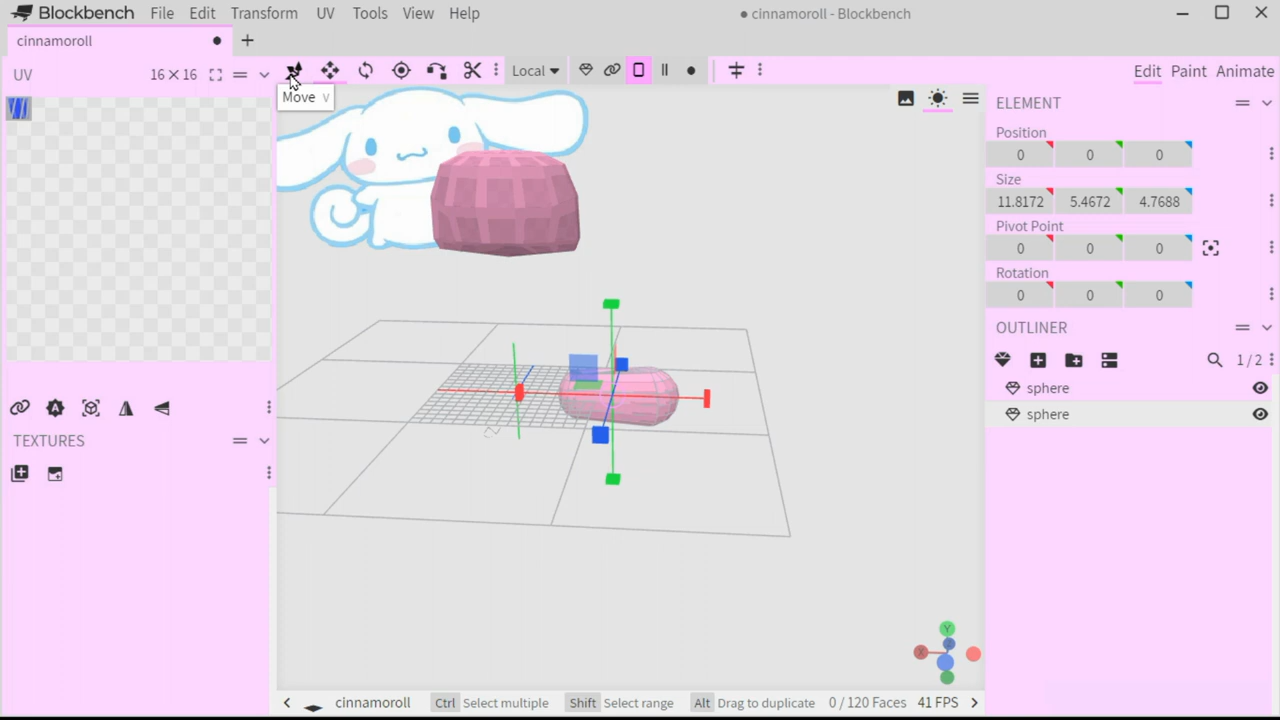 Blockbench File Edit Transform UV Tools View Help
cinnamoroll - Blockbench
cinnamoroll
UV 16×16
Local
Edit Paint Animate
Move V
ELEMENT
Position
0 0 0
Size
11.8172 5.4672 4.7688
Pivot Point
0 0 0
Rotation
0 0 0
OUTLINER
1/2
sphere
sphere
TEXTURES
Y
Z
X
cinnamoroll Ctrl Select multiple Shift Select range Alt Drag to duplicate 0 / 120 Faces 41 FPS